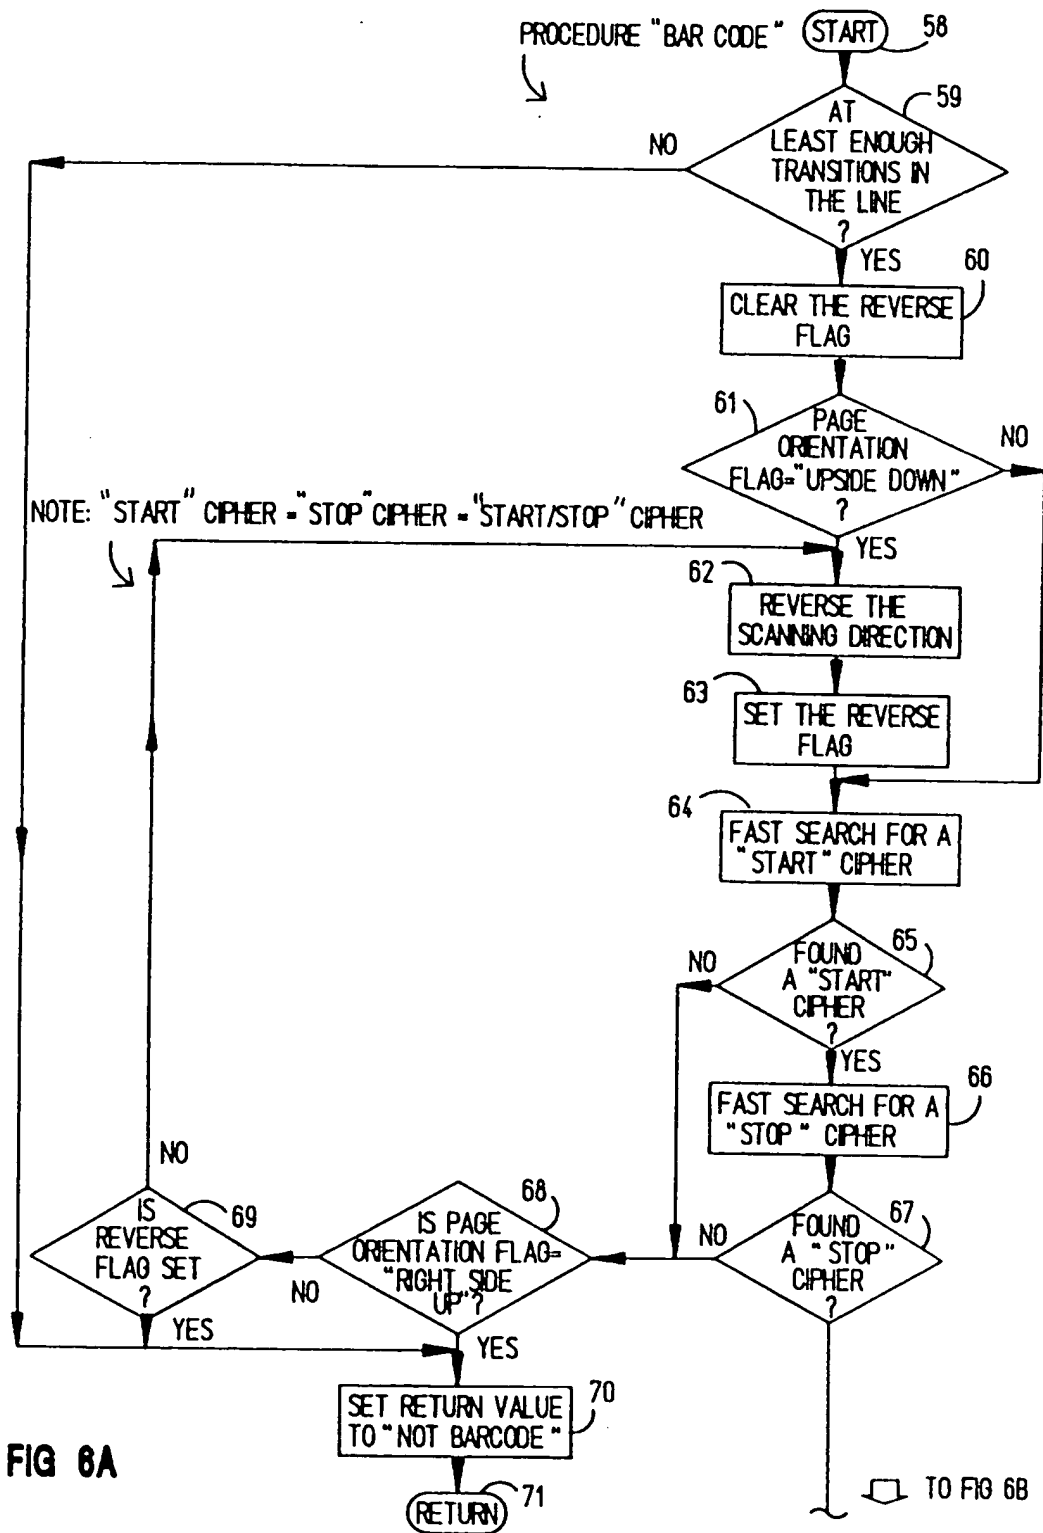 PROCEDURE "BAR CODE"
START
58
59
AT
LEAST ENOUGH
TRANSITIONS IN
THE LINE
?
NO
YES
60
CLEAR THE REVERSE
FLAG
61
PAGE
ORIENTATION
FLAG="UPSIDE DOWN"
?
NO
YES
NOTE: "START" CIPHER = "STOP" CIPHER = "START/STOP" CIPHER
62
REVERSE THE
SCANNING DIRECTION
63
SET THE REVERSE
FLAG
64
FAST SEARCH FOR A
"START" CIPHER
65
FOUND
A "START"
CIPHER
?
NO
YES
66
FAST SEARCH FOR A
"STOP" CIPHER
67
FOUND
A "STOP"
CIPHER
?
NO
68
IS PAGE
ORIENTATION FLAG=
"RIGHT SIDE
UP"?
NO
YES
69
IS
REVERSE
FLAG SET
?
NO
YES
70
SET RETURN VALUE
TO "NOT BARCODE"
71
RETURN
FIG 6A
TO FIG 6B